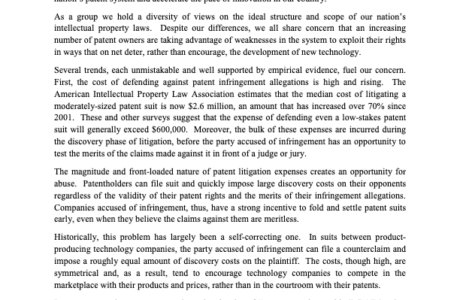 nation's patent system and accelerate the pace of innovation in our country.
As a group we hold a diversity of views on the ideal structure and scope of our nation's
intellectual property laws. Despite our differences, we all share concern that an increasing
number of patent owners are taking advantage of weaknesses in the system to exploit their rights
in ways that on net deter, rather than encourage, the development of new technology.
Several trends, each unmistakable and well supported by empirical evidence, fuel our concern.
First, the cost of defending against patent infringement allegations is high and rising. The
American Intellectual Property Law Association estimates that the median cost of litigating a
moderately-sized patent suit is now $2.6 million, an amount that has increased over 70% since
2001. These and other surveys suggest that the expense of defending even a low-stakes patent
suit will generally exceed $600,000. Moreover, the bulk of these expenses are incurred during
the discovery phase of litigation, before the party accused of infringement has an opportunity to
test the merits of the claims made against it in front of a judge or jury.
The magnitude and front-loaded nature of patent litigation expenses creates an opportunity for
abuse. Patentholders can file suit and quickly impose large discovery costs on their opponents
regardless of the validity of their patent rights and the merits of their infringement allegations.
Companies accused of infringement, thus, have a strong incentive to fold and settle patent suits
early, even when they believe the claims against them are meritless.
Historically, this problem has largely been a self-correcting one. In suits between product-
producing technology companies, the party accused of infringement can file a counterclaim and
impose a roughly equal amount of discovery costs on the plaintiff. The costs, though high, are
symmetrical and, as a result, tend to encourage technology companies to compete in the
marketplace with their products and prices, rather than in the courtroom with their patents.